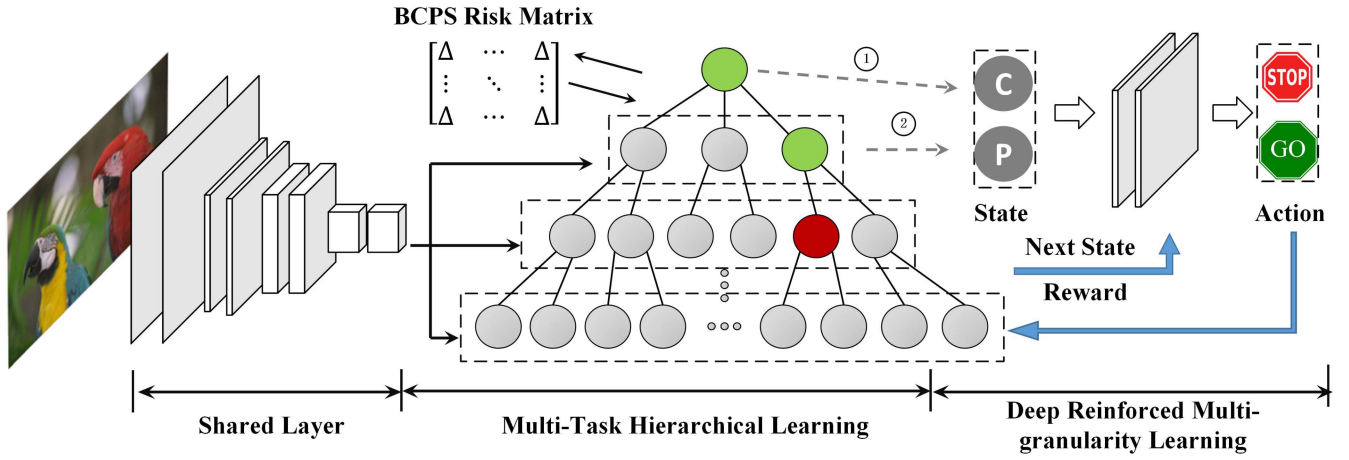 BCPS Risk Matrix
Δ ⋯ Δ
⋮ ⋱ ⋮
Δ ⋯ Δ
①
②
C
P
State
STOP
GO
Action
Next State
Reward
Shared Layer
Multi-Task Hierarchical Learning
Deep Reinforced Multi-
granularity Learning